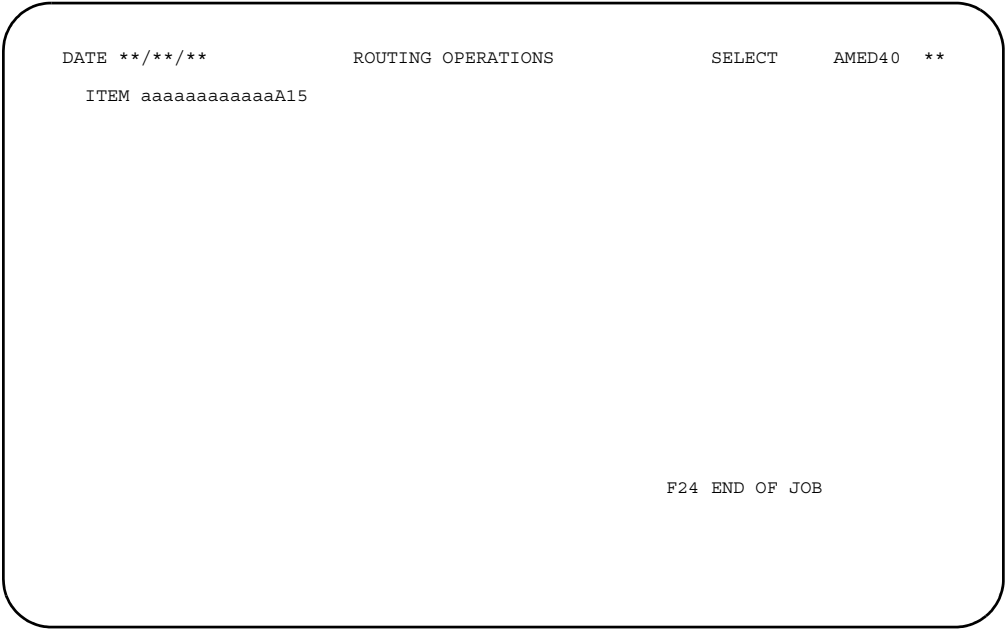 DATE **/**/** ROUTING OPERATIONS SELECT AMED40 **
ITEM aaaaaaaaaaaaA15
F24 END OF JOB